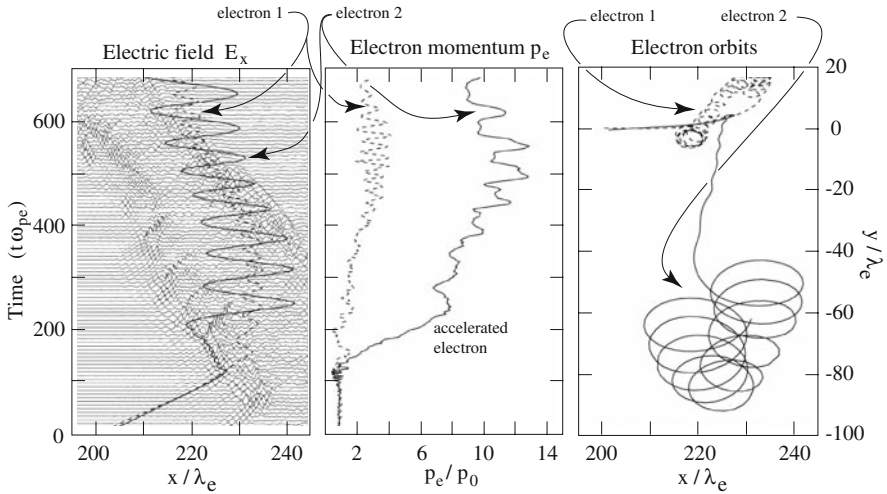 electron 1 electron 2 electron 1 electron 2
Electric field E_x Electron momentum p_e Electron orbits
600
400
200
0
Time (tω_pe)
200 220 240
x / λ_e
accelerated
electron
2 6 10 14
p_e / p_0
20
0
-20
-40
-60
-80
-100
y / λ_e
200 220 240
x / λ_e